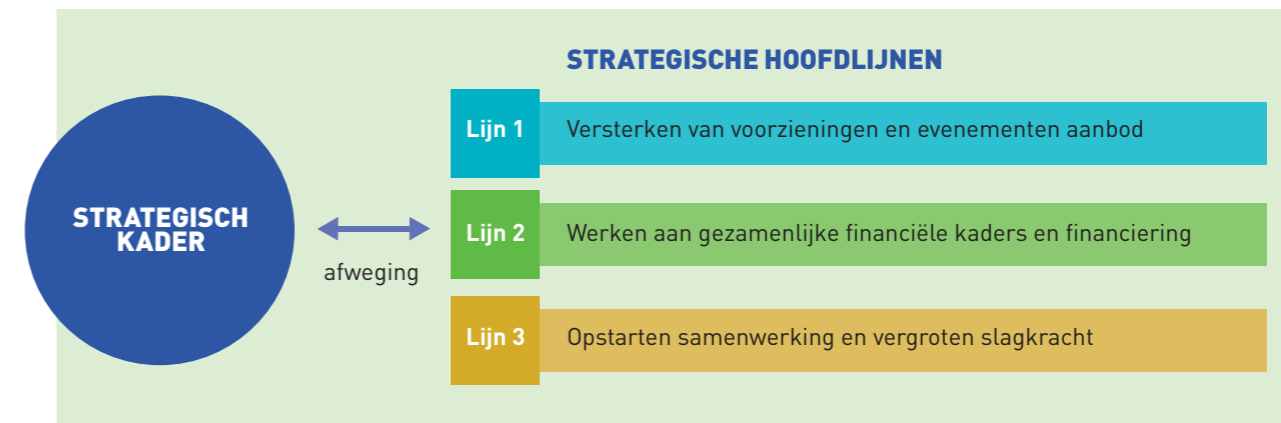 STRATEGISCH
KADER
afweging
STRATEGISCHE HOOFDLIJNEN
Lijn 1 Versterken van voorzieningen en evenementen aanbod
Lijn 2 Werken aan gezamenlijke financiële kaders en financiering
Lijn 3 Opstarten samenwerking en vergroten slagkracht